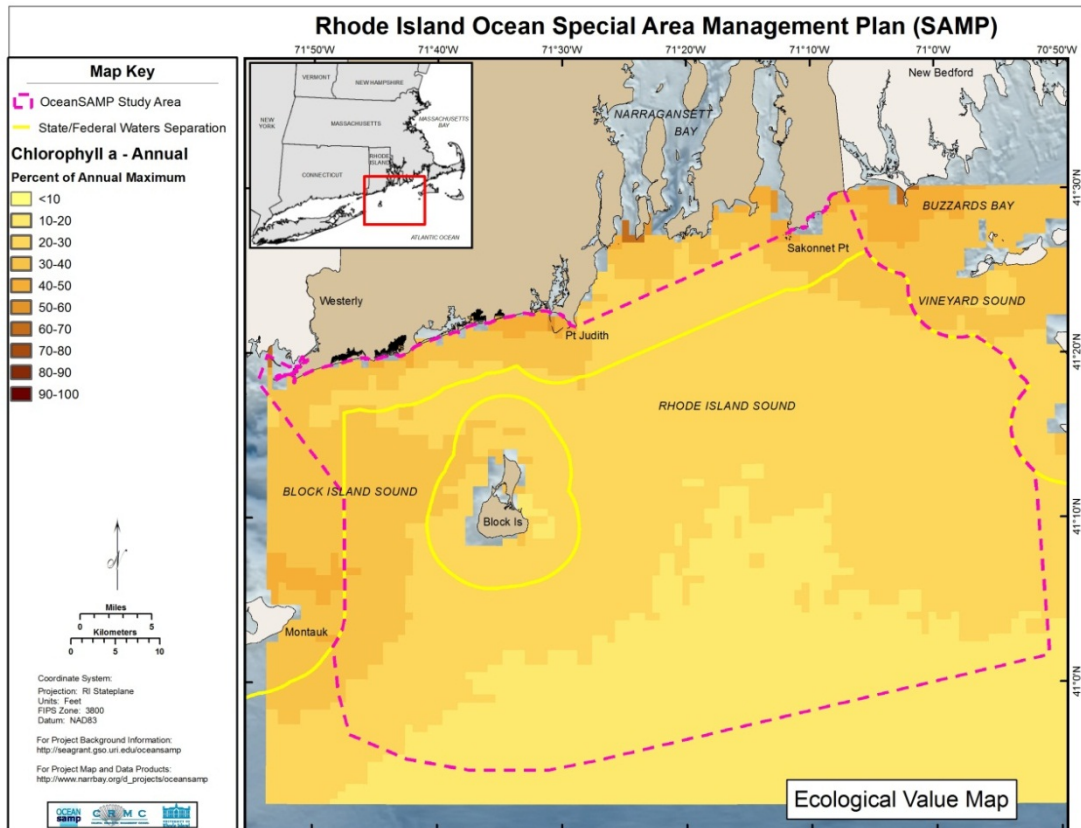 Rhode Island Ocean Special Area Management Plan (SAMP)
71°50'W 71°40'W 71°30'W 71°20'W 71°10'W 71°0'W 70°50'W
Map Key
OceanSAMP Study Area
State/Federal Waters Separation
Chlorophyll a - Annual
Percent of Annual Maximum
<10
10-20
20-30
30-40
40-50
50-60
60-70
70-80
80-90
90-100
Miles
0 5
Kilometers
0 5 10
Coordinate System:
Projection: RI Stateplane
Units: Feet
FIPS Zone: 3800
Datum: NAD83
For Project Background Information:
http://seagrant.gso.uri.edu/oceansamp
For Project Map and Data Products:
http://www.narrbay.org/d_projects/oceansamp
OCEAN
samp
CRMC
VERMONT
NEW HAMPSHIRE
NEW
YORK
MASSACHUSETTS
MASSACHUSETTS
BAY
CONNECTICUT
RHODE
ISLAND
ATLANTIC OCEAN
NARRAGANSETT
BAY
New Bedford
BUZZARDS BAY
Sakonnet Pt
VINEYARD SOUND
Westerly
Pt Judith
RHODE ISLAND SOUND
BLOCK ISLAND SOUND
Block Is
Montauk
41°30'N
41°20'N
41°10'N
41°0'N
Ecological Value Map